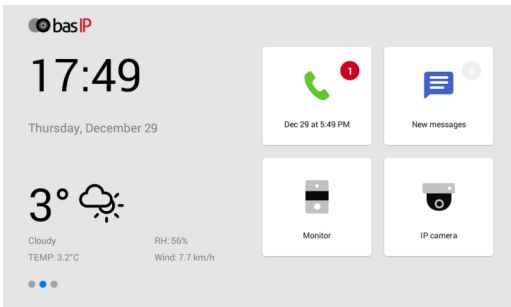 bas IP
17:49
Thursday, December 29
3°
Cloudy
RH: 56%
TEMP: 3.2°C
Wind: 7.7 km/h
1
Dec 29 at 5:49 PM
0
New messages
Monitor
IP camera